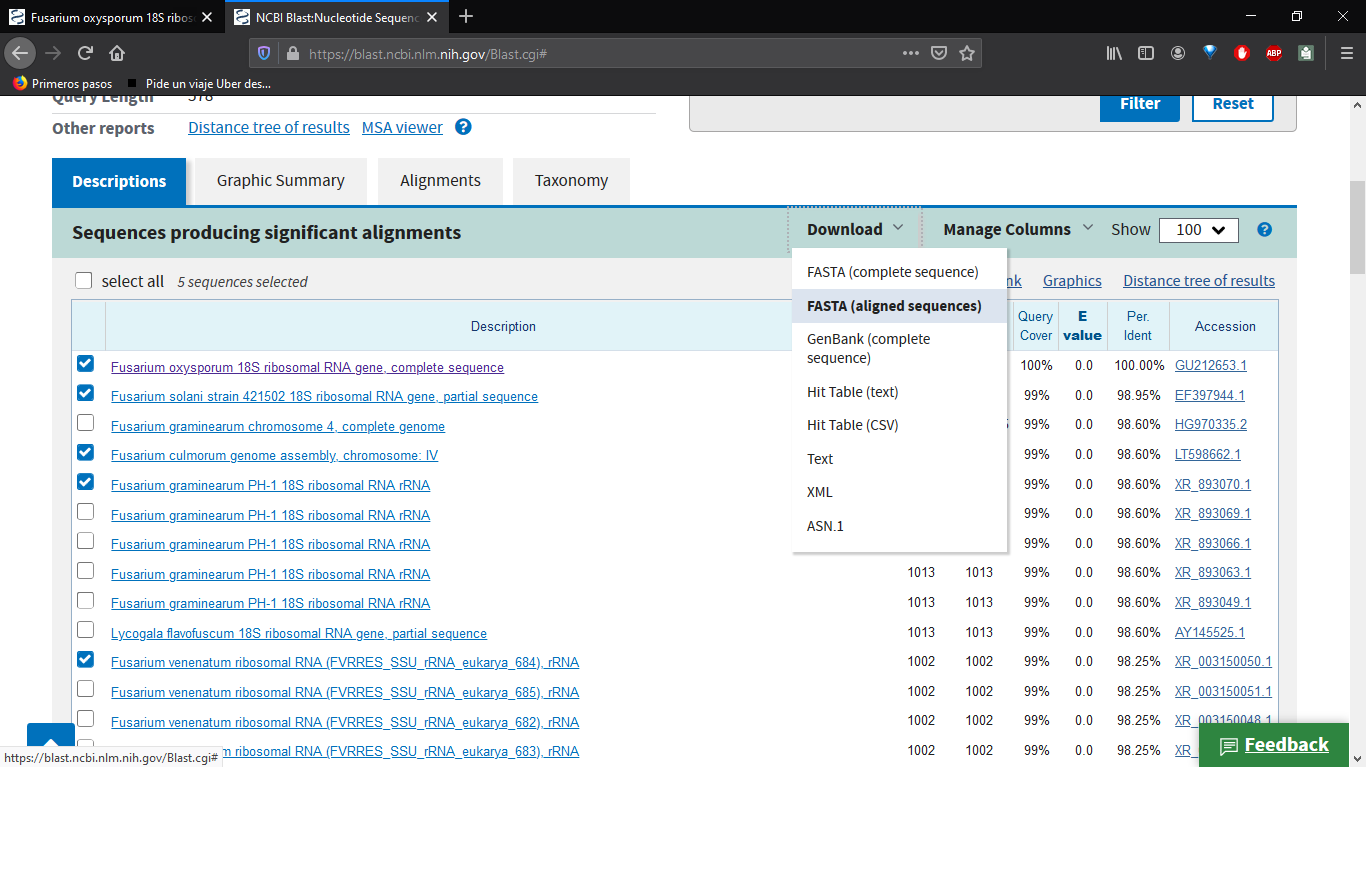 Fusarium oxysporum 18S ribos
NCBI Blast:Nucleotide Sequenc
https://blast.ncbi.nlm.nih.gov/Blast.cgi#
ABP
Primeros pasos
Pide un viaje Uber des...
Query Length 578
Filter
Reset
Other reports
Distance tree of results
MSA viewer
?
Descriptions
Graphic Summary
Alignments
Taxonomy
Sequences producing significant alignments
Download
Manage Columns
Show
100
?
select all
5 sequences selected
FASTA (complete sequence)
nk
Graphics
Distance tree of results
FASTA (aligned sequences)
GenBank (complete
sequence)
Hit Table (text)
Hit Table (CSV)
Text
XML
ASN.1
Description
Query
Cover
E
value
Per.
Ident
Accession
Fusarium oxysporum 18S ribosomal RNA gene, complete sequence 100% 0.0 100.00% GU212653.1
Fusarium solani strain 421502 18S ribosomal RNA gene, partial sequence 99% 0.0 98.95% EF397944.1
Fusarium graminearum chromosome 4, complete genome 99% 0.0 98.60% HG970335.2
Fusarium culmorum genome assembly, chromosome: IV 99% 0.0 98.60% LT598662.1
Fusarium graminearum PH-1 18S ribosomal RNA rRNA 99% 0.0 98.60% XR_893070.1
Fusarium graminearum PH-1 18S ribosomal RNA rRNA 99% 0.0 98.60% XR_893069.1
Fusarium graminearum PH-1 18S ribosomal RNA rRNA 99% 0.0 98.60% XR_893066.1
Fusarium graminearum PH-1 18S ribosomal RNA rRNA 1013 1013 99% 0.0 98.60% XR_893063.1
Fusarium graminearum PH-1 18S ribosomal RNA rRNA 1013 1013 99% 0.0 98.60% XR_893049.1
Lycogala flavofuscum 18S ribosomal RNA gene, partial sequence 1013 1013 99% 0.0 98.60% AY145525.1
Fusarium venenatum ribosomal RNA (FVRRES_SSU_rRNA_eukarya_684), rRNA 1002 1002 99% 0.0 98.25% XR_003150050.1
Fusarium venenatum ribosomal RNA (FVRRES_SSU_rRNA_eukarya_685), rRNA 1002 1002 99% 0.0 98.25% XR_003150051.1
Fusarium venenatum ribosomal RNA (FVRRES_SSU_rRNA_eukarya_682), rRNA 1002 1002 99% 0.0 98.25% XR_003150048.1
m ribosomal RNA (FVRRES_SSU_rRNA_eukarya_683), rRNA 1002 1002 99% 0.0 98.25% XR
Feedback
https://blast.ncbi.nlm.nih.gov/Blast.cgi#